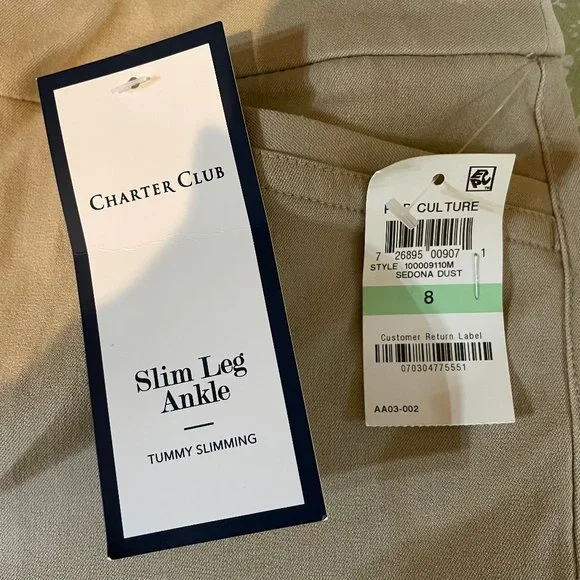 CHARTER CLUB
Slim Leg
Ankle
TUMMY SLIMMING
CULTURE
7 26895 00907 1
STYLE 100009110M
SEDONA DUST
8
Customer Return Label
070304775551
AA03-002